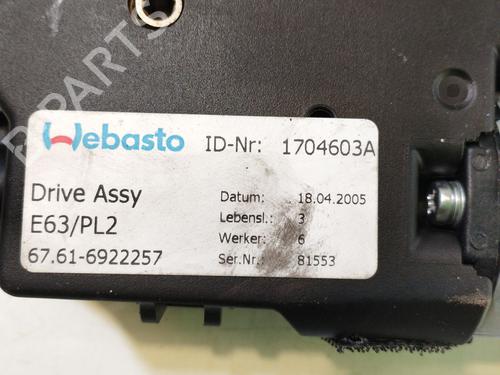 Webasto ID-Nr: 1704603A
Drive Assy Datum: 18.04.2005
E63/PL2 Lebensl.: 3
Werker: 6
67.61-6922257 Ser.Nr.: 81553
B PARTS